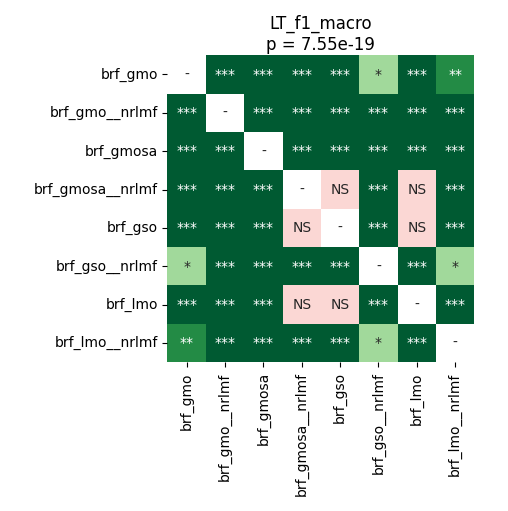 LT_f1_macro
p = 7.55e-19
brf_gmo - *** *** *** *** * *** **
brf_gmo__nrlmf *** - *** *** *** *** *** ***
brf_gmosa *** *** - *** *** *** *** ***
brf_gmosa__nrlmf *** *** *** - NS *** NS ***
brf_gso *** *** *** NS - *** NS ***
brf_gso__nrlmf * *** *** *** *** - *** *
brf_lmo *** *** *** NS NS *** - ***
brf_lmo__nrlmf ** *** *** *** *** * *** -
brf_gmo
brf_gmo__nrlmf
brf_gmosa
brf_gmosa__nrlmf
brf_gso
brf_gso__nrlmf
brf_lmo
brf_lmo__nrlmf